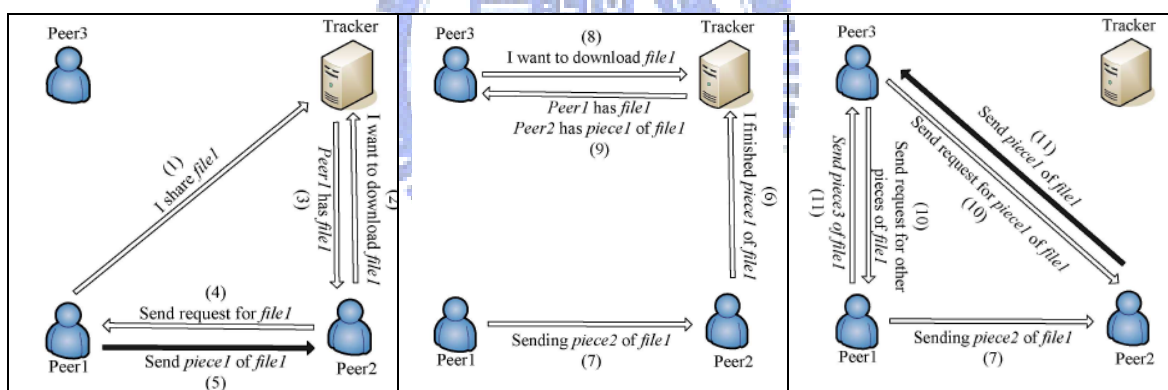 Peer3
Tracker
(1)
I share file1
Peer1 has file1
(3)
I want to download file1
(2)
(4)
Send request for file1
Send piece1 of file1
(5)
Peer1
Peer2
Peer3
Tracker
(8)
I want to download file1
Peer1 has file1
Peer2 has piece1 of file1
(9)
I finished piece1 of file1
(6)
Sending piece2 of file1
(7)
Peer1
Peer2
Peer3
Tracker
(11)
Send piece1 of file1
Send request for piece1 of file1
(10)
Send piece3 of file1
(11)
(10)
Send request for other
pieces of file1
Sending piece2 of file1
(7)
Peer1
Peer2